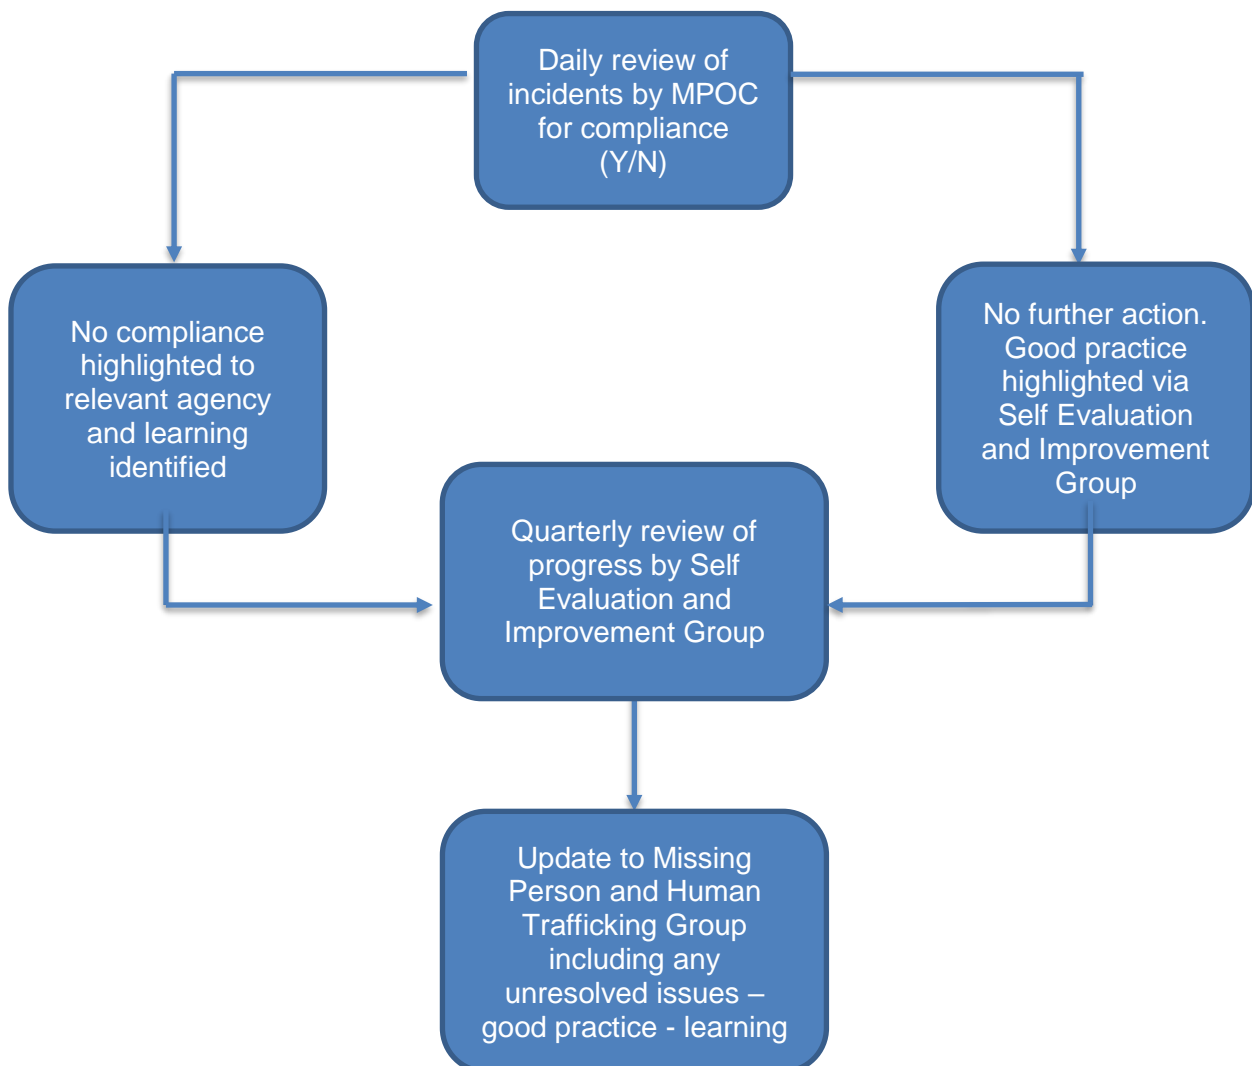 Daily review of
incidents by MPOC
for compliance
(Y/N)
No compliance
highlighted to
relevant agency
and learning
identified
No further action.
Good practice
highlighted via
Self Evaluation
and Improvement
Group
Quarterly review of
progress by Self
Evaluation and
Improvement Group
Update to Missing
Person and Human
Trafficking Group
including any
unresolved issues –
good practice - learning